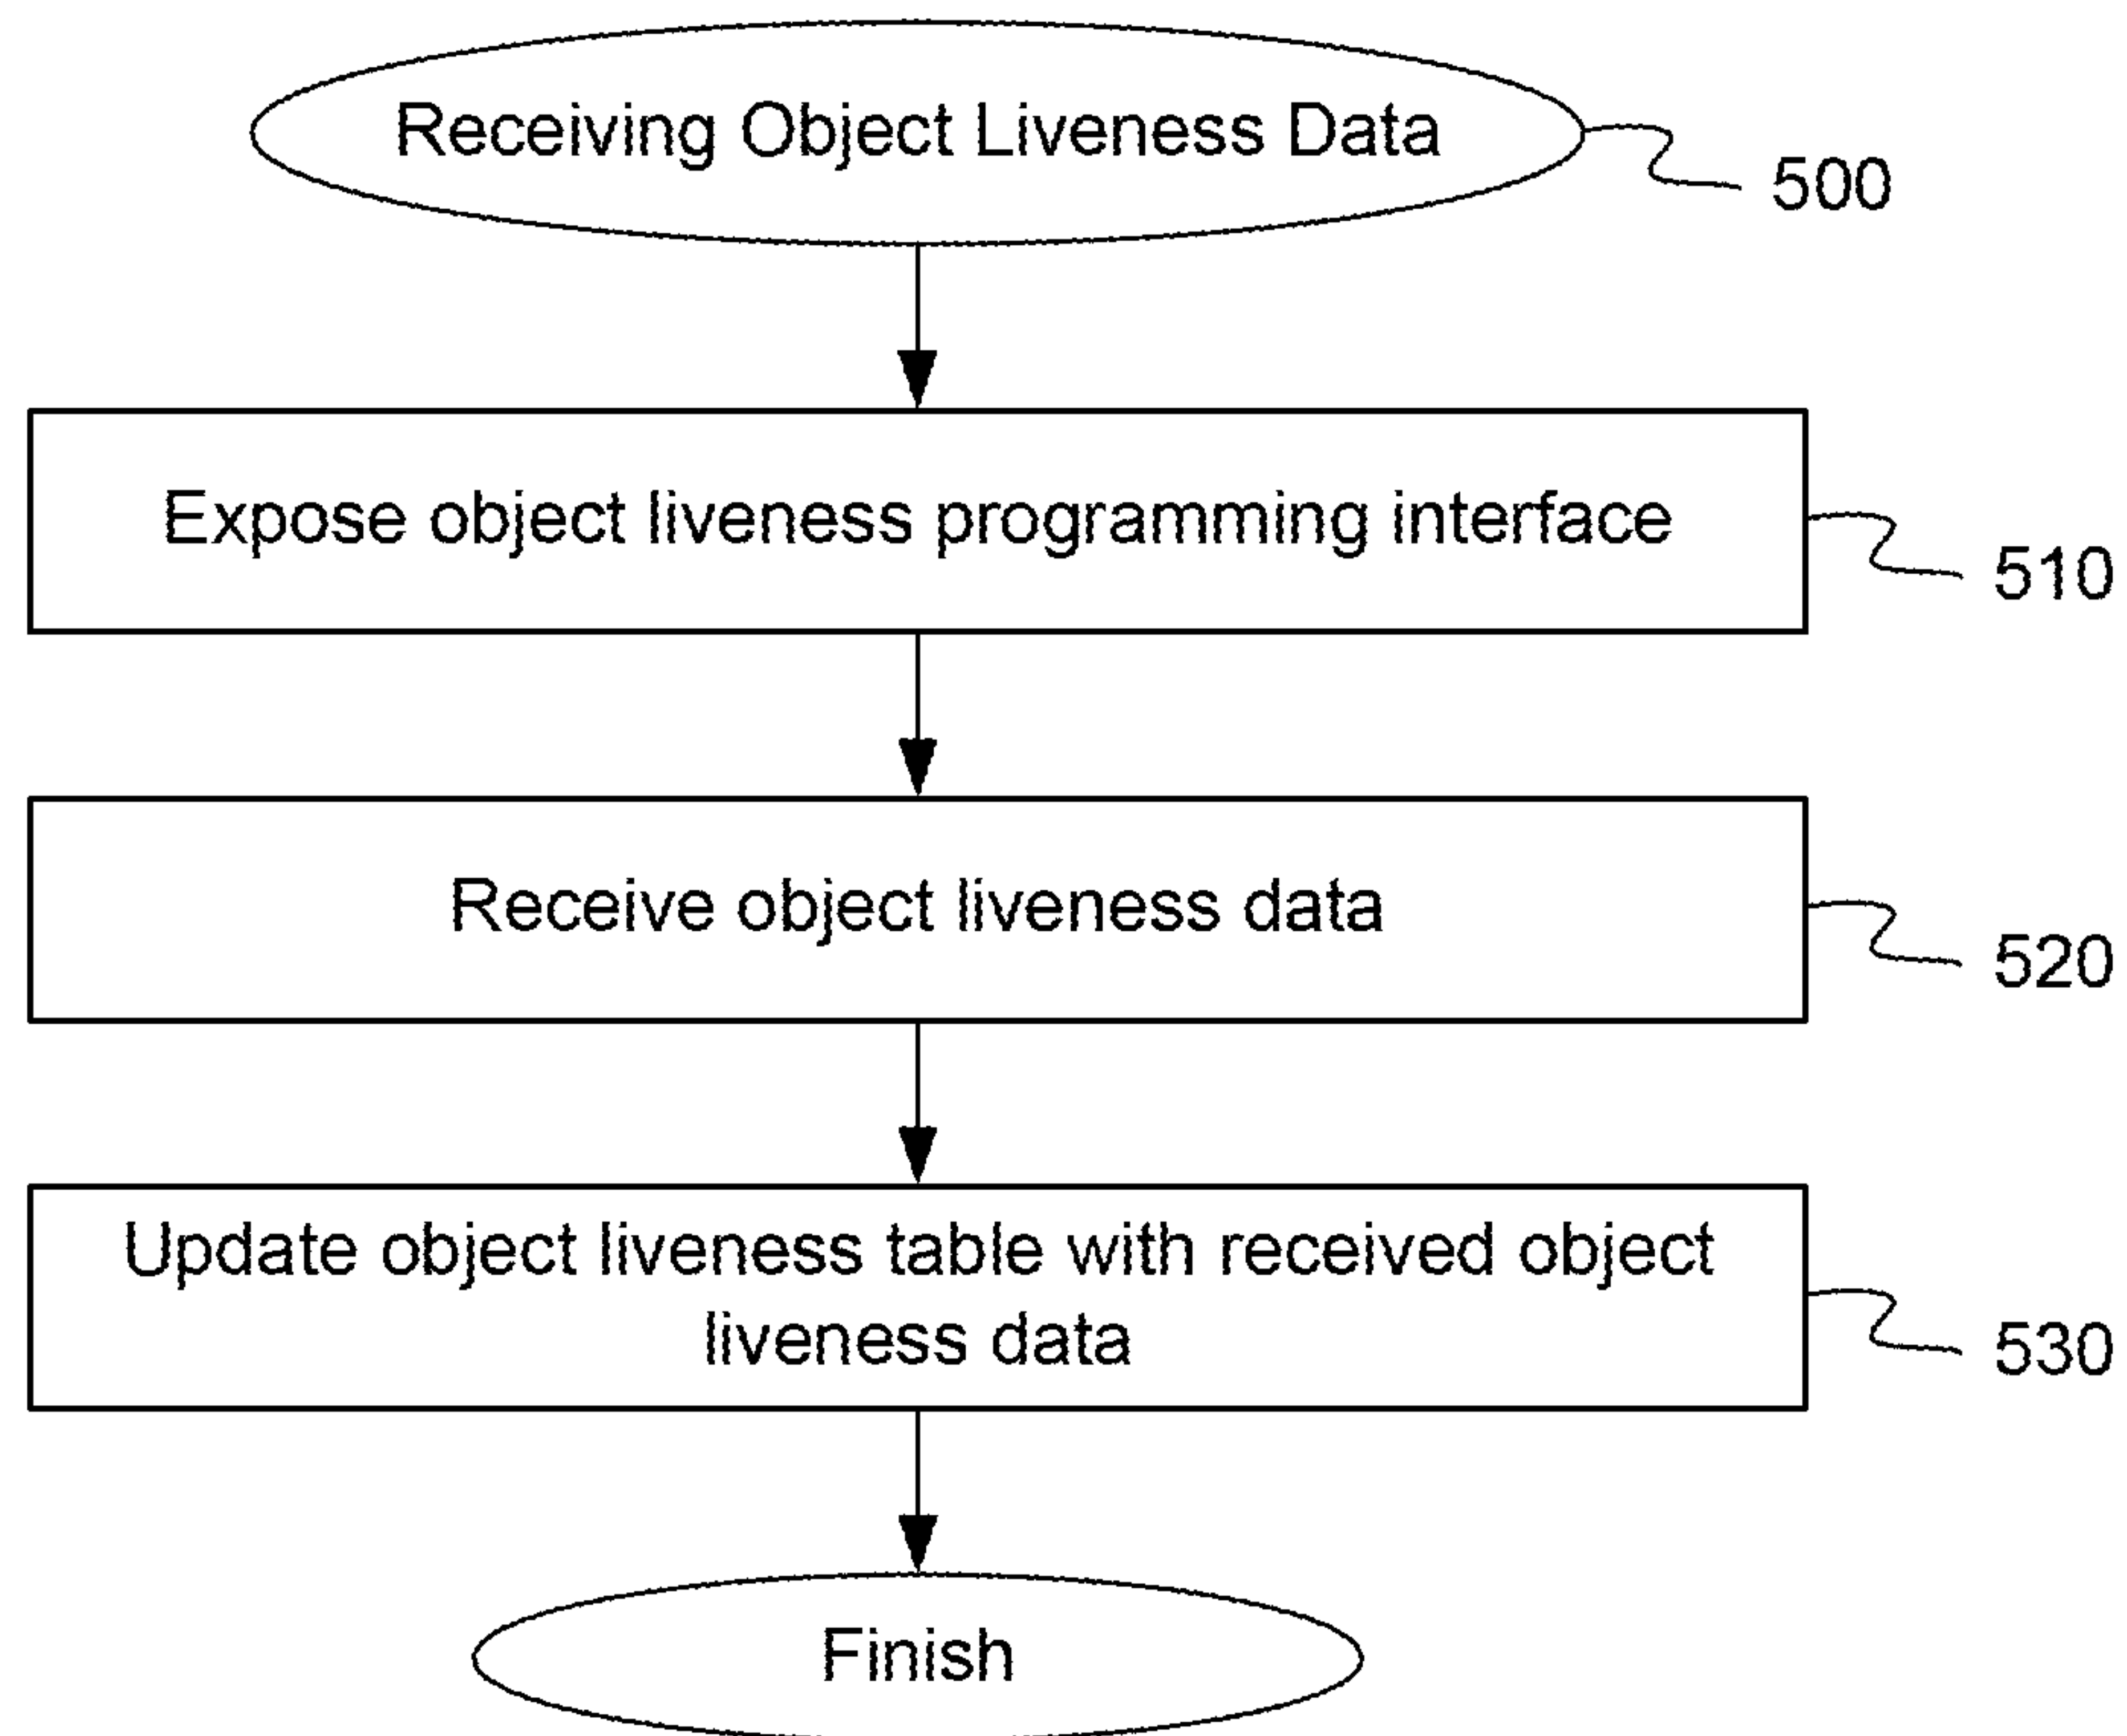 Receiving Object Liveness Data
500
Expose object liveness programming interface
510
Receive object liveness data
520
Update object liveness table with received object
liveness data
530
Finish